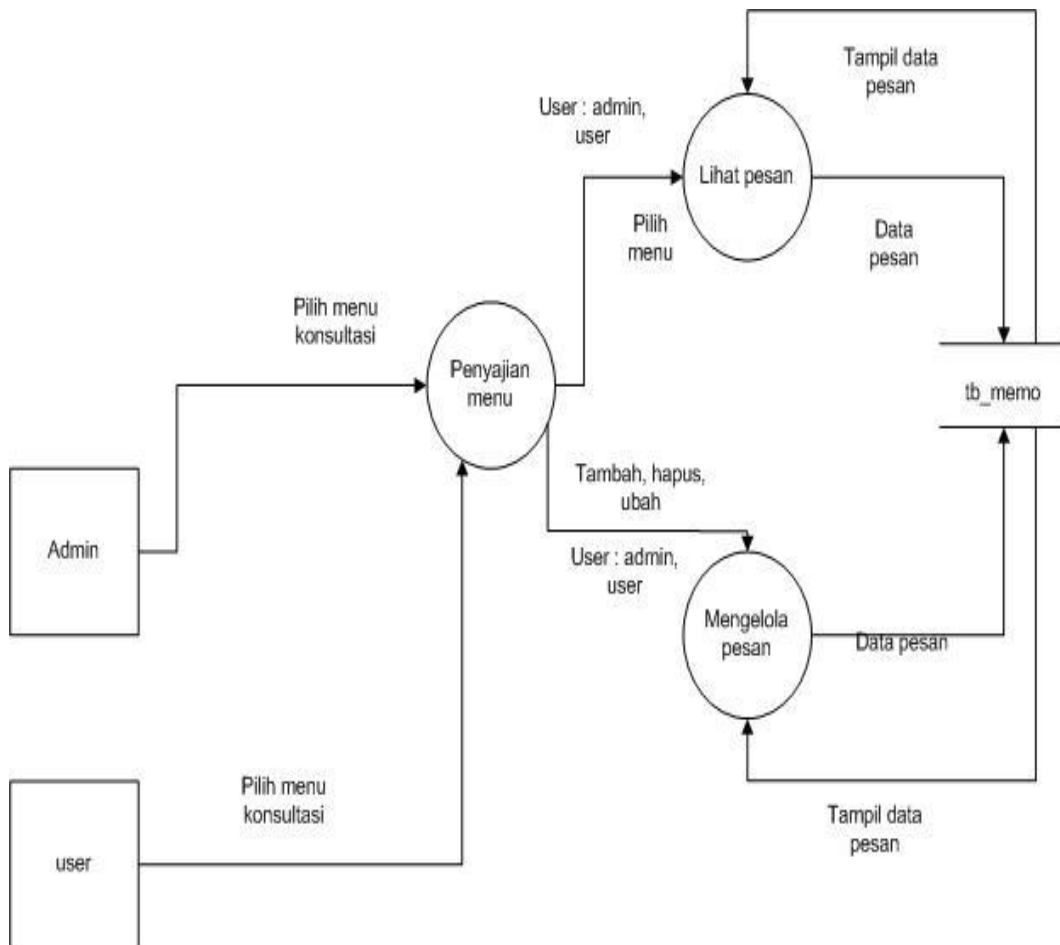 Tampil data
pesan
User : admin,
user
Lihat pesan
Pilih
menu
Data
pesan
Pilih menu
konsultasi
Penyajian
menu
tb_memo
Tambah, hapus,
ubah
Admin
User : admin,
user
Mengelola
pesan
Data pesan
Pilih menu
konsultasi
Tampil data
pesan
user